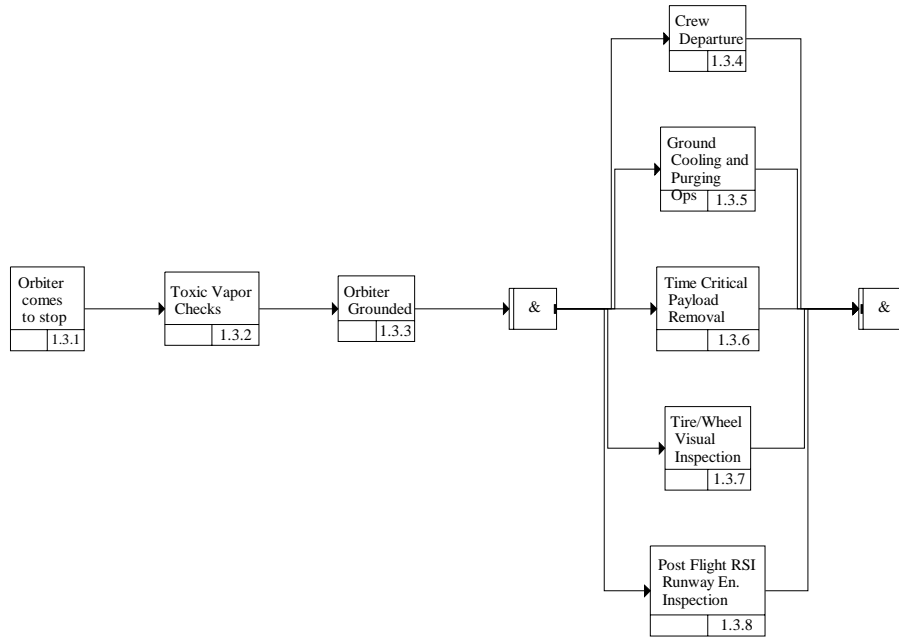 Orbiter
comes
to stop
1.3.1
Toxic Vapor
Checks
1.3.2
Orbiter
Grounded
1.3.3
&
Crew
Departure
1.3.4
Ground
Cooling and
Purging
Ops
1.3.5
Time Critical
Payload
Removal
1.3.6
Tire/Wheel
Visual
Inspection
1.3.7
Post Flight RSI
Runway En.
Inspection
1.3.8
&